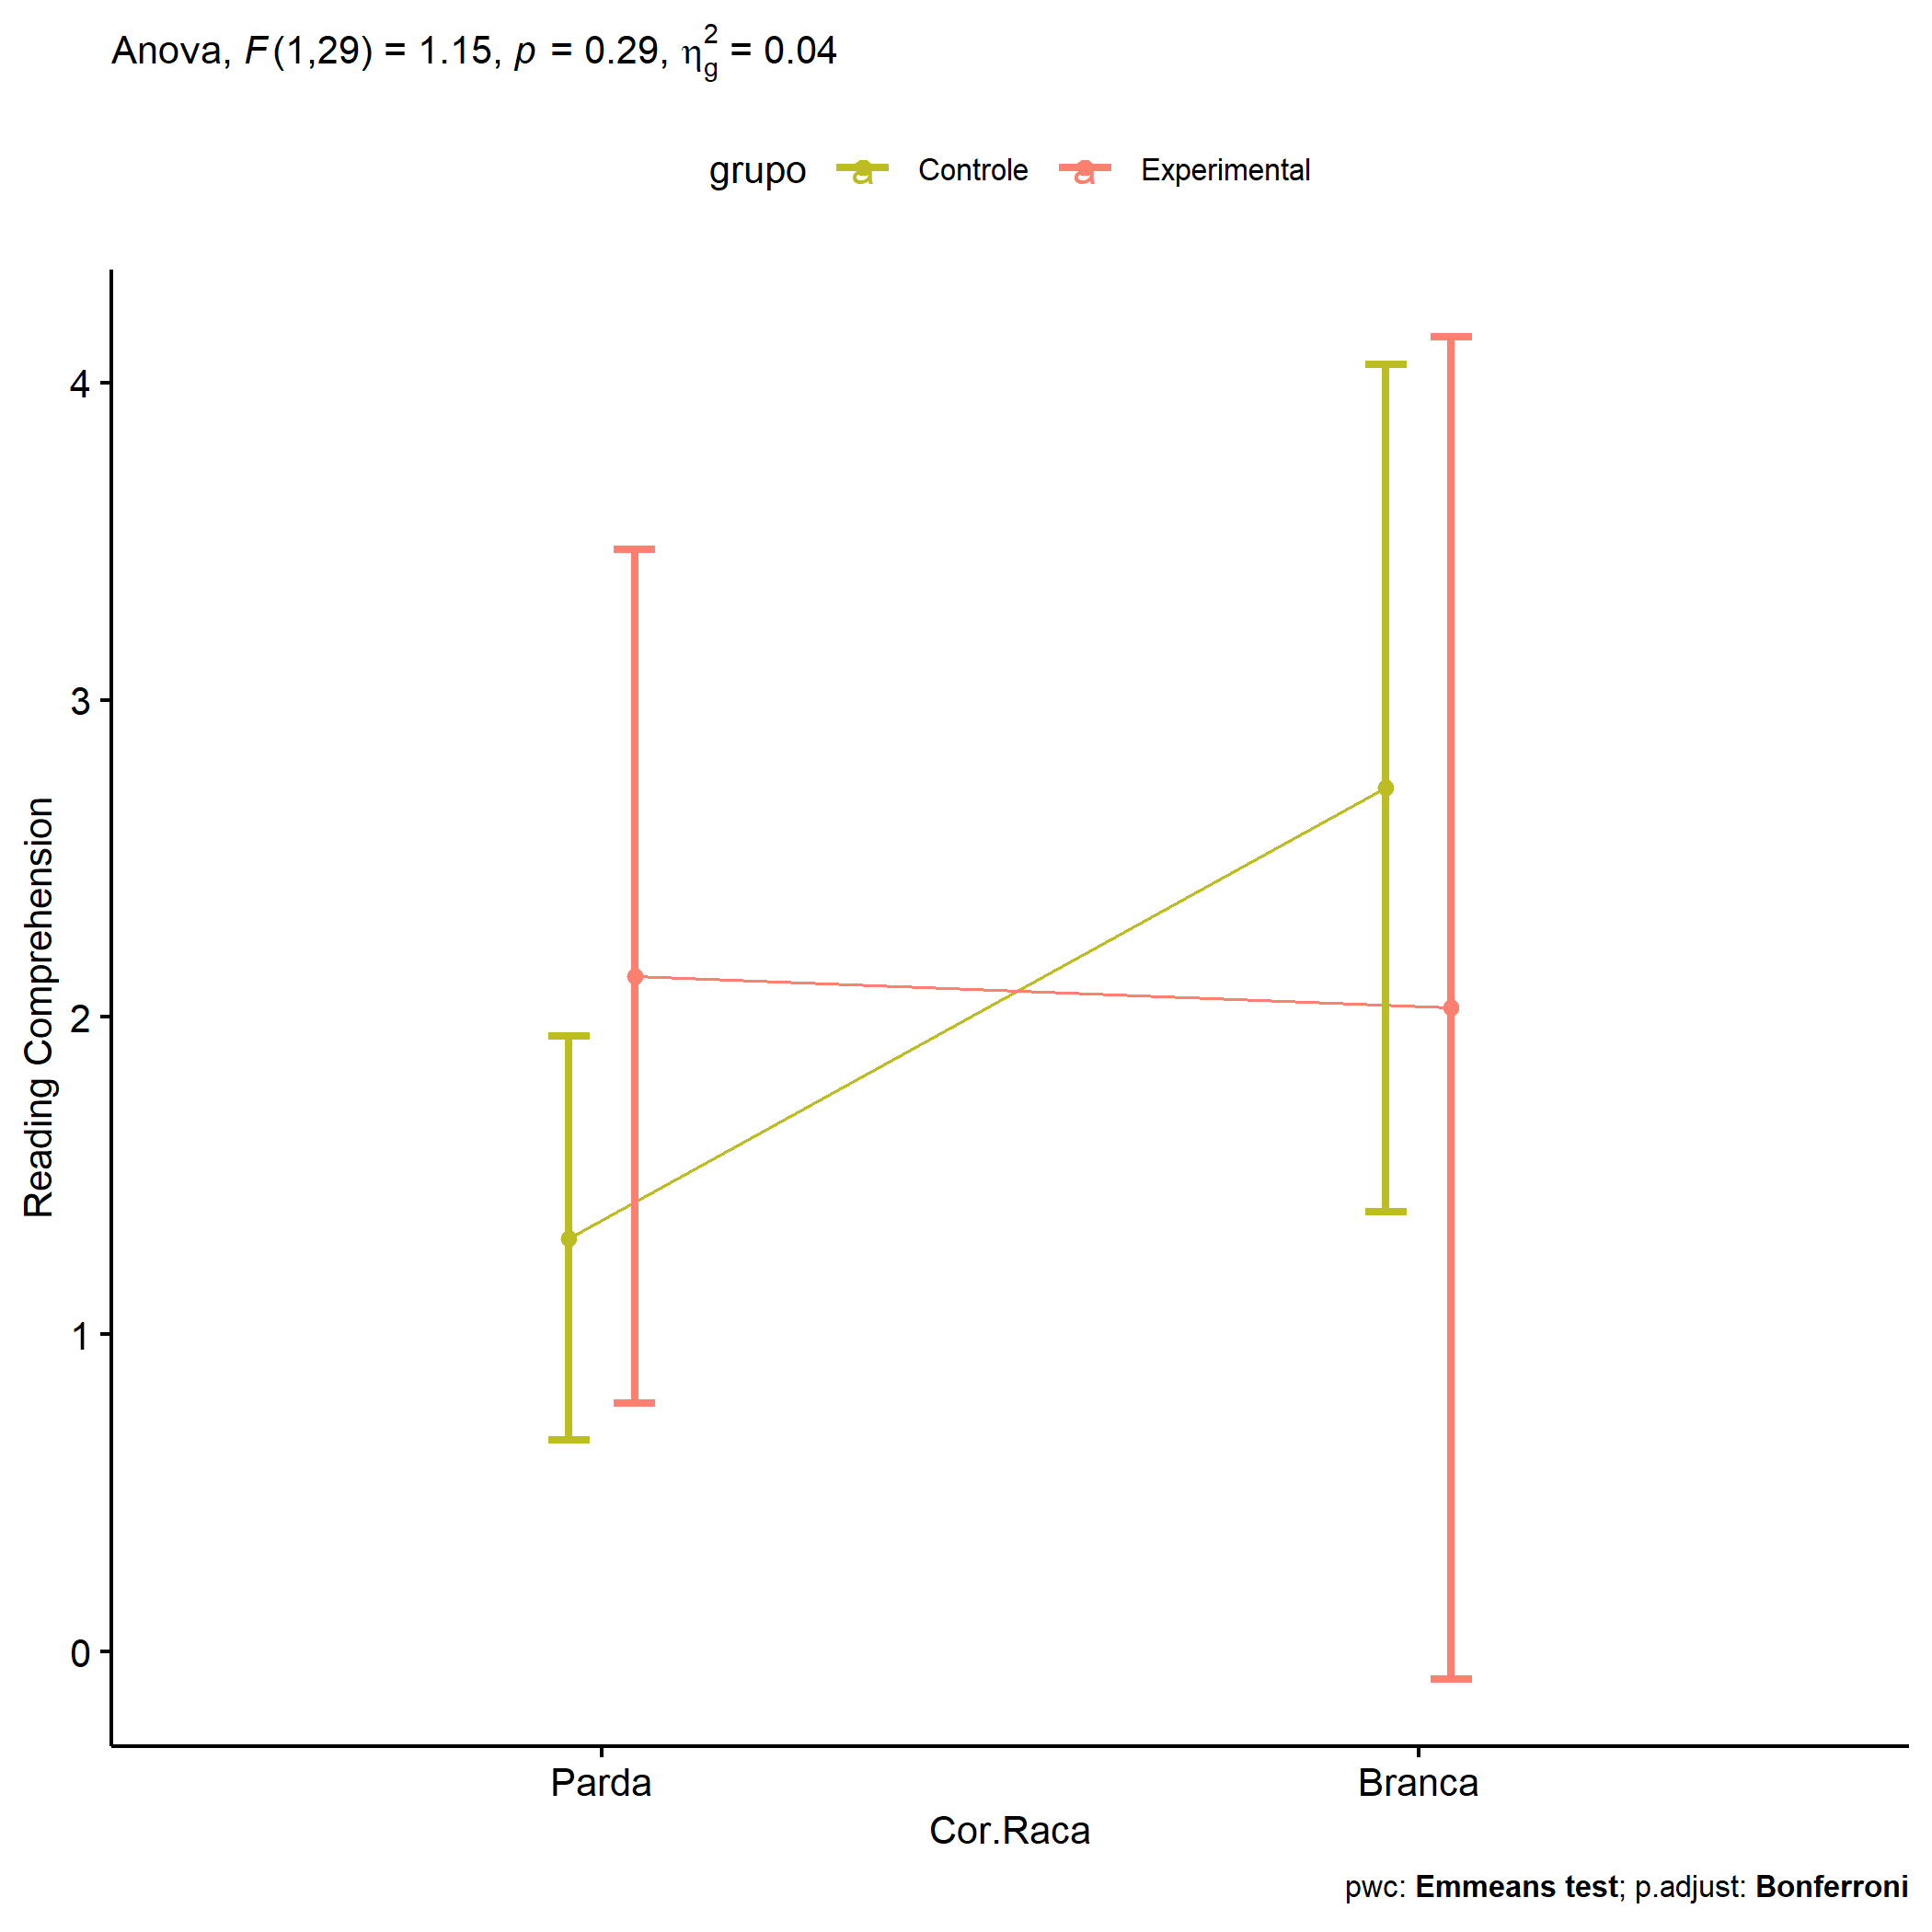 Anova, F(1,29) = 1.15, p = 0.29, η²g = 0.04
grupo a Controle a Experimental
4
3
2
1
0
Reading Comprehension
Parda Branca
Cor.Raca
pwc: Emmeans test; p.adjust: Bonferroni